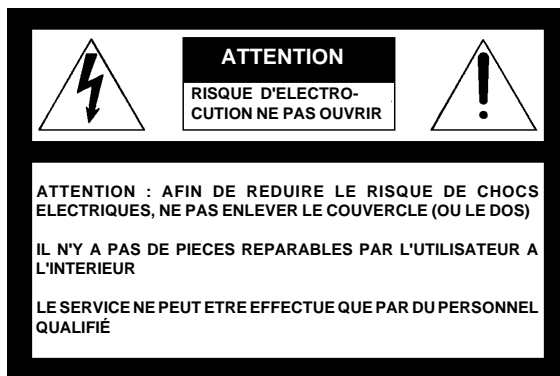 ATTENTION
RISQUE D'ELECTRO-
CUTION NE PAS OUVRIR
ATTENTION : AFIN DE REDUIRE LE RISQUE DE CHOCS
ELECTRIQUES, NE PAS ENLEVER LE COUVERCLE (OU LE DOS)
IL N'Y A PAS DE PIECES REPARABLES PAR L'UTILISATEUR A
L'INTERIEUR
LE SERVICE NE PEUT ETRE EFFECTUE QUE PAR DU PERSONNEL
QUALIFIÉ